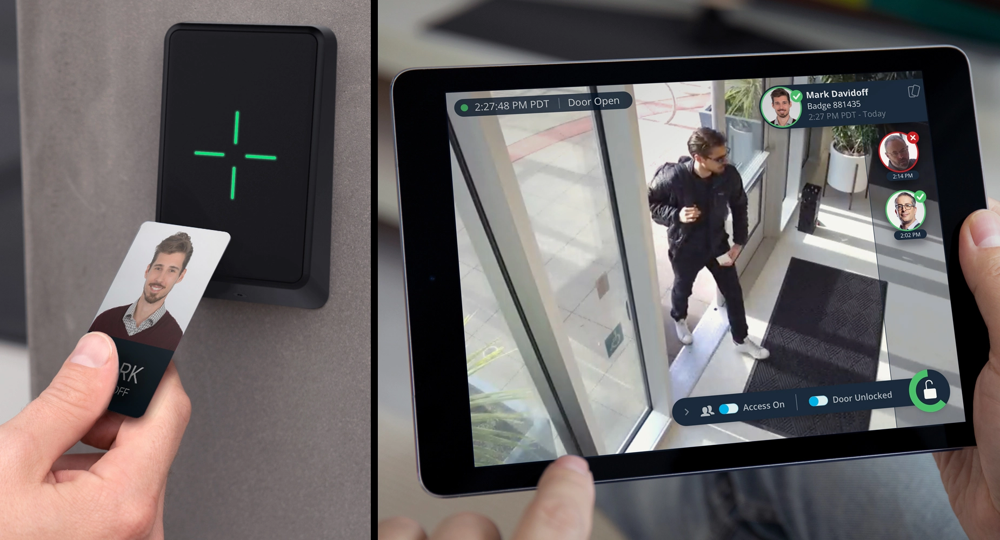 RK
OFF
2:27:48 PM PDT | Door Open
Mark Davidoff
Badge 881435
2:27 PM PDT - Today
2:14 PM
2:02 PM
Access On | Door Unlocked